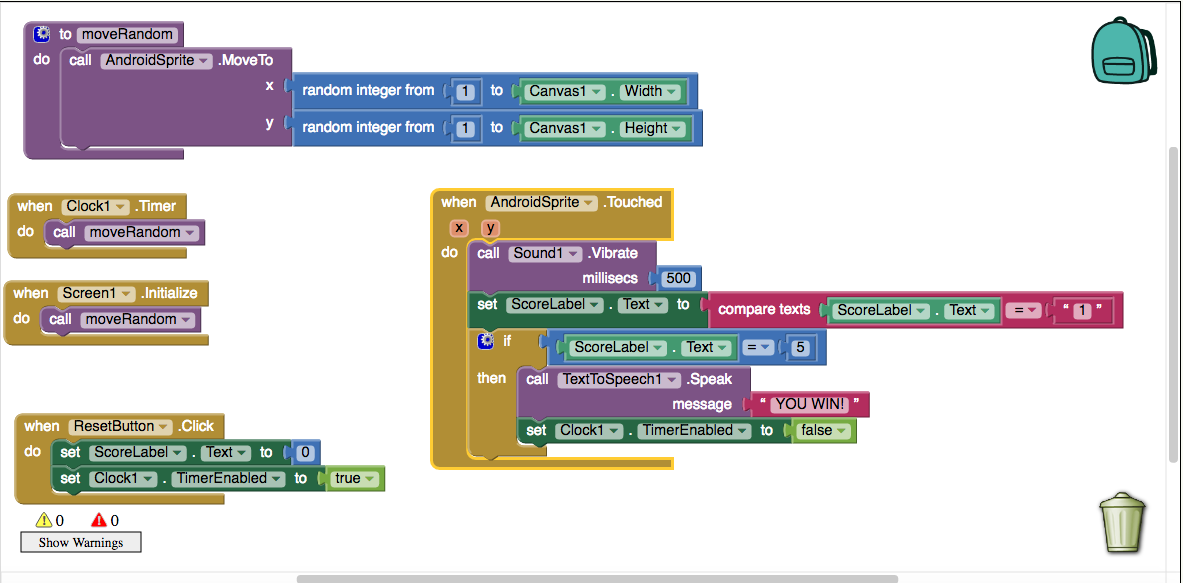 to moveRandom
do call AndroidSprite .MoveTo
x random integer from 1 to Canvas1 . Width
y random integer from 1 to Canvas1 . Height
when Clock1 .Timer
do call moveRandom
when Screen1 .Initialize
do call moveRandom
when ResetButton .Click
do set ScoreLabel . Text to 0
set Clock1 . TimerEnabled to true
when AndroidSprite .Touched
x y
do call Sound1 .Vibrate
millisecs 500
set ScoreLabel . Text to compare texts ScoreLabel . Text = “ 1 ”
if ScoreLabel . Text = 5
then call TextToSpeech1 .Speak
message “ YOU WIN! ”
set Clock1 . TimerEnabled to false
0 0
Show Warnings